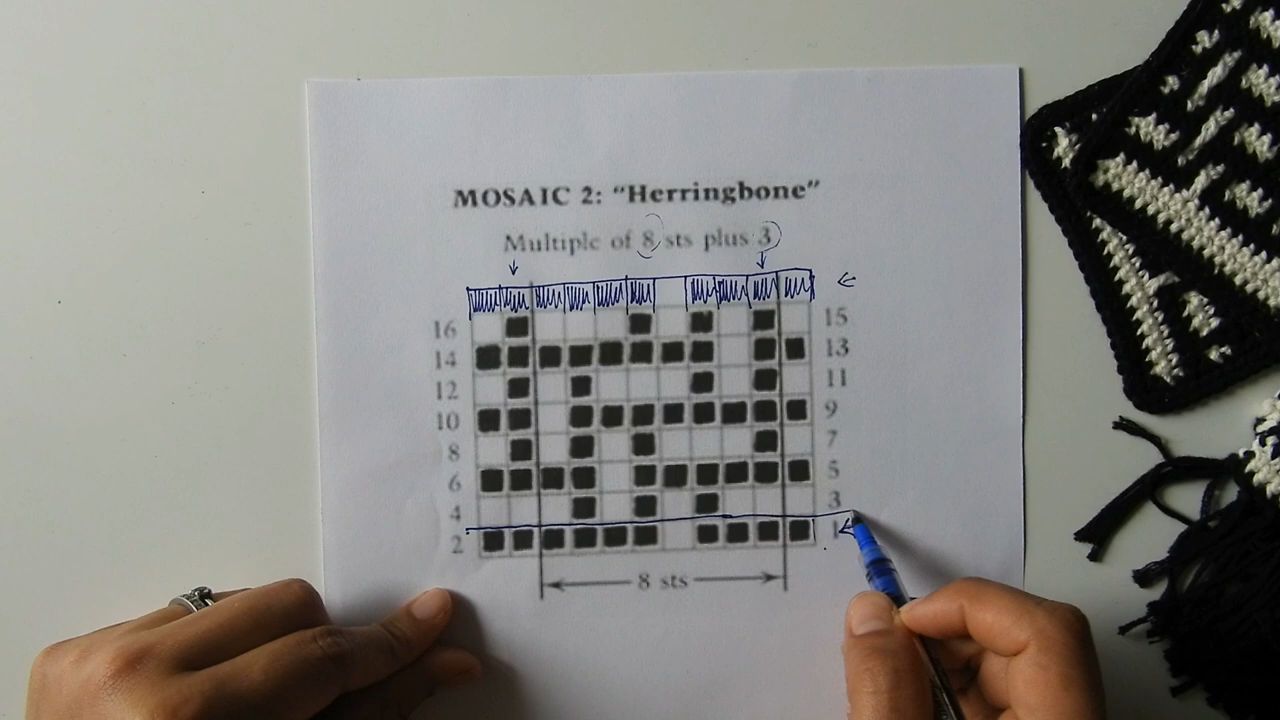 MOSAIC 2: “Herringbone”
Multiple of 8 sts plus 3
16 15
14 13
12 11
10 9
8 7
6 5
4 3
2 1
8 sts